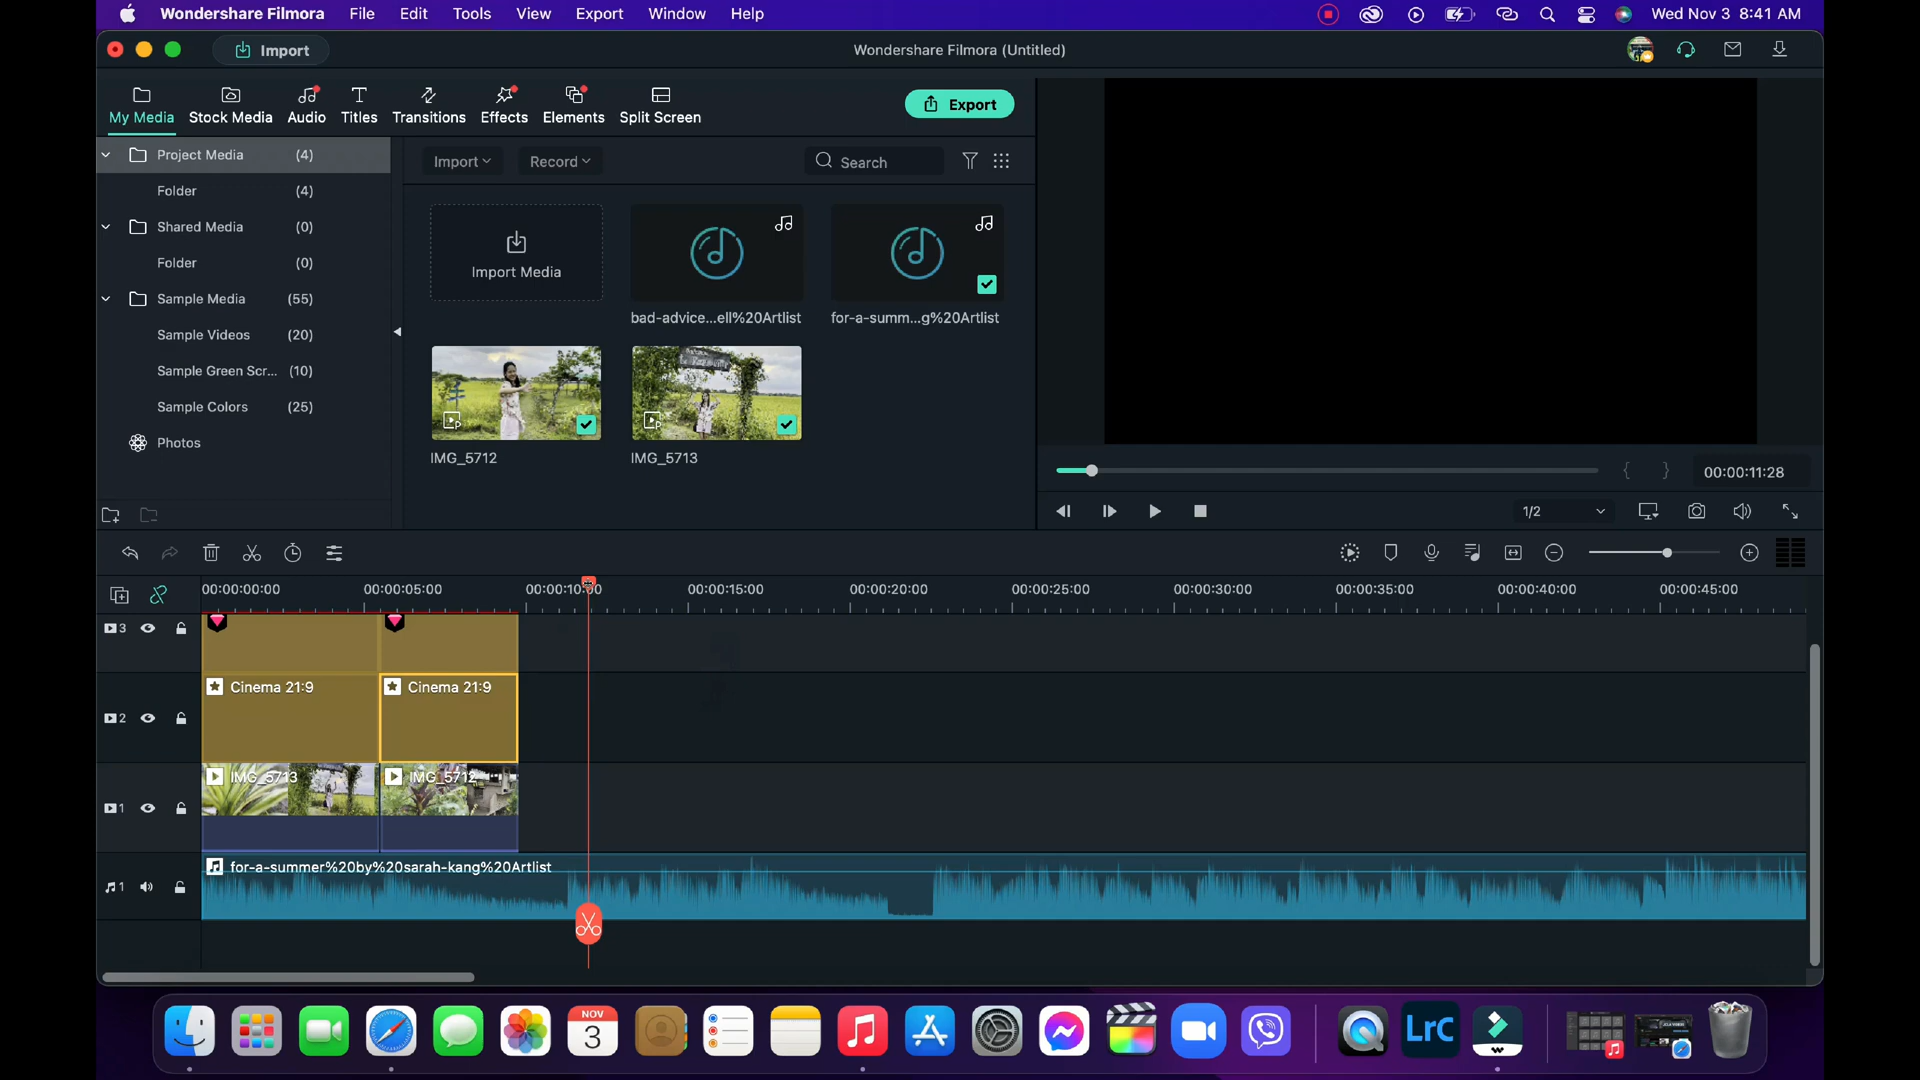 Wondershare Filmora File Edit Tools View Export Window Help
Wed Nov 3 8:41 AM
Import
Wondershare Filmora (Untitled)
My Media Stock Media Audio Titles Transitions Effects Elements Split Screen
Export
Project Media (4)
Folder (4)
Shared Media (0)
Folder (0)
Sample Media (55)
Sample Videos (20)
Sample Green Scr... (10)
Sample Colors (25)
Photos
Import Record Search
Import Media
bad-advice...ell%20Artlist
for-a-summ...g%20Artlist
IMG_5712
IMG_5713
00:00:11:28
1/2
00:00:00:00 00:00:05:00 00:00:10:00 00:00:15:00 00:00:20:00 00:00:25:00 00:00:30:00 00:00:35:00 00:00:40:00 00:00:45:00
3
2
Cinema 21:9
Cinema 21:9
1
IMG_5713
IMG_5712
1
for-a-summer%20by%20sarah-kang%20Artlist
NOV
3
LrC